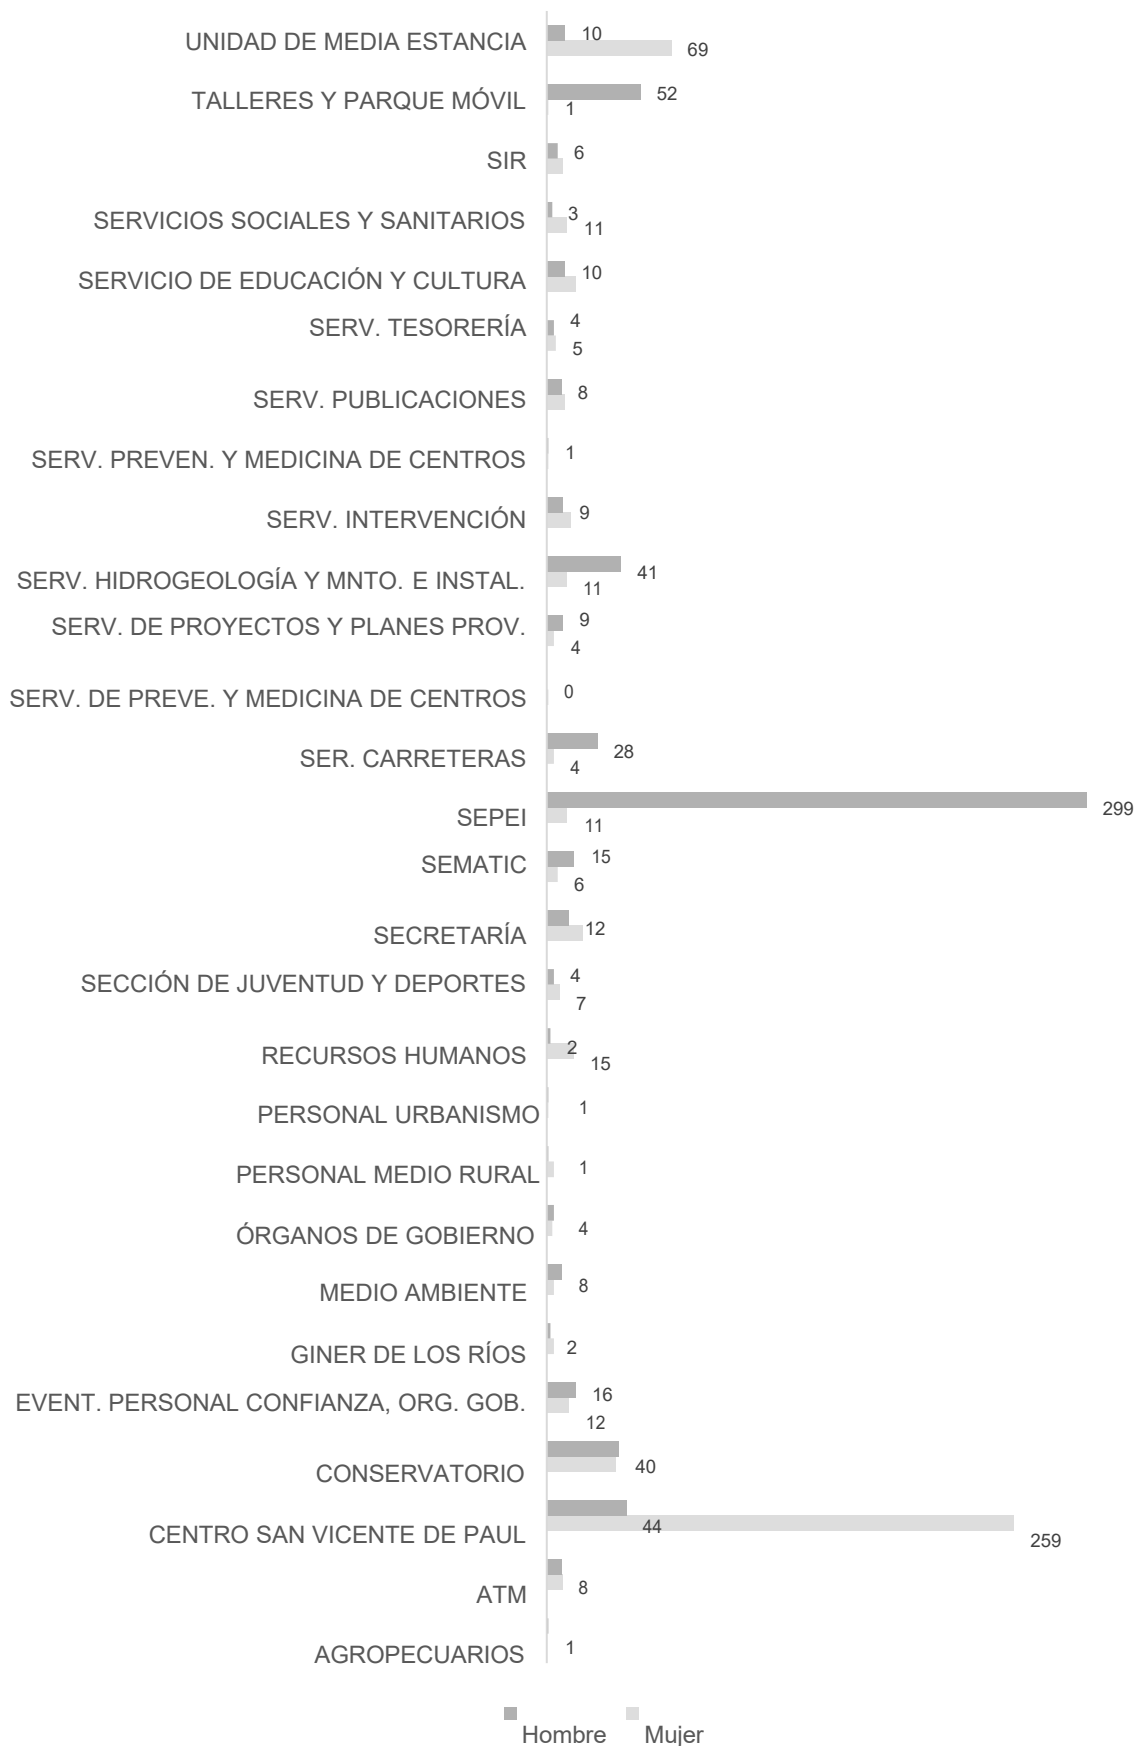 UNIDAD DE MEDIA ESTANCIA 10
69
TALLERES Y PARQUE MÓVIL 52
1
SIR 6
SERVICIOS SOCIALES Y SANITARIOS 3
11
SERVICIO DE EDUCACIÓN Y CULTURA 10
SERV. TESORERÍA 4
5
SERV. PUBLICACIONES 8
SERV. PREVEN. Y MEDICINA DE CENTROS 1
SERV. INTERVENCIÓN 9
SERV. HIDROGEOLOGÍA Y MNTO. E INSTAL. 41
11
SERV. DE PROYECTOS Y PLANES PROV. 9
4
SERV. DE PREVE. Y MEDICINA DE CENTROS 0
SER. CARRETERAS 28
4
SEPEI 299
11
SEMATIC 15
6
SECRETARÍA 12
SECCIÓN DE JUVENTUD Y DEPORTES 4
7
RECURSOS HUMANOS 2
15
PERSONAL URBANISMO 1
PERSONAL MEDIO RURAL 1
ÓRGANOS DE GOBIERNO 4
MEDIO AMBIENTE 8
GINER DE LOS RÍOS 2
EVENT. PERSONAL CONFIANZA, ORG. GOB. 16
12
CONSERVATORIO 40
CENTRO SAN VICENTE DE PAUL 44
259
ATM 8
AGROPECUARIOS 1
Hombre Mujer